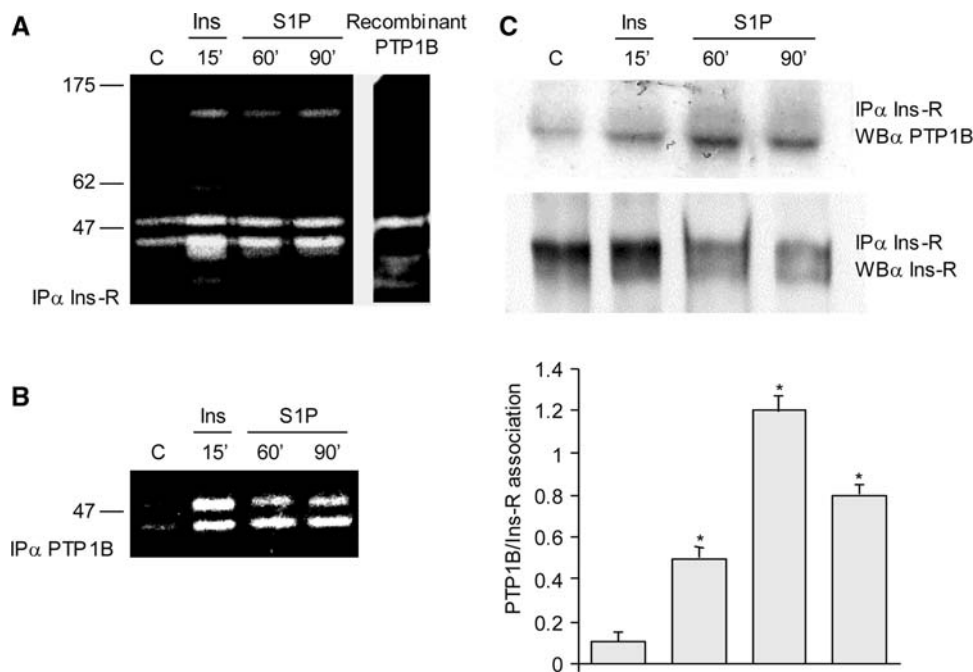 A
Ins S1P Recombinant PTP1B
C 15' 60' 90'
175
62
47
IPα Ins-R
B
Ins S1P
C 15' 60' 90'
47
IPα PTP1B
C
Ins S1P
C 15' 60' 90'
IPα Ins-R
WBα PTP1B
IPα Ins-R
WBα Ins-R
PTP1B/Ins-R association
1.4
1.2
1
0.8
0.6
0.4
0.2
0
* * *